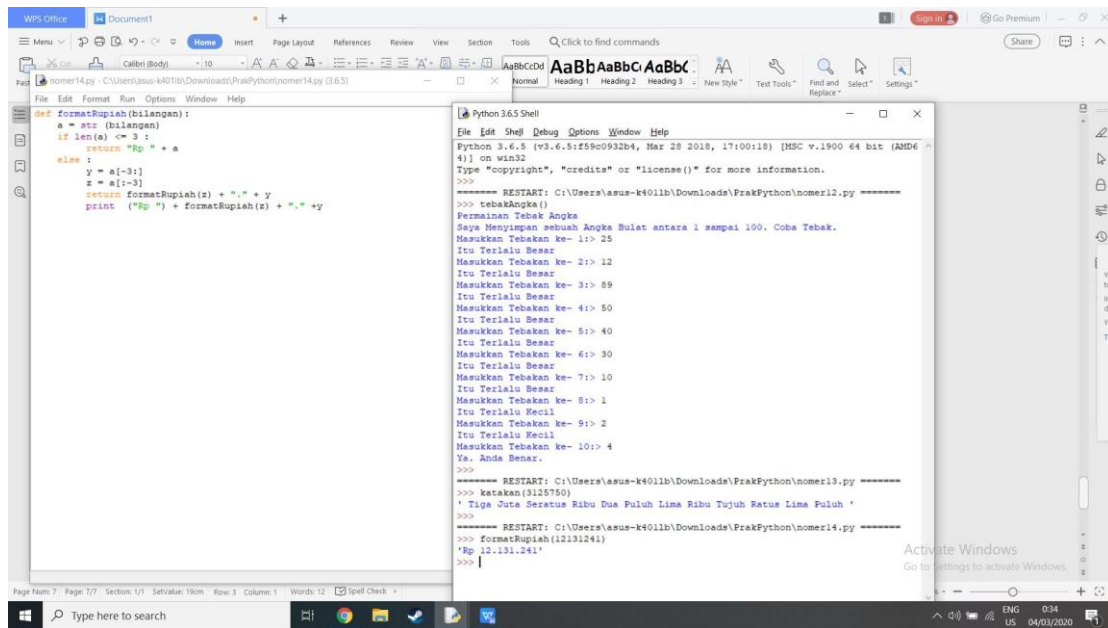 WPS Office
Document1
Sign in
Go Premium
Menu
Home
Insert
Page Layout
References
Review
View
Section
Tools
Click to find commands
Share
Calibri (Body)
10
AaBbCcDd
AaBb
AaBbC
AaBbC
Normal
Heading 1
Heading 2
Heading 3
New Style
Text Tools
Find and Replace
Select
Settings
nomer14.py - C:\Users\asus-k401lb\Downloads\PrakPython\nomer14.py (3.6.5)
File Edit Format Run Options Window Help
def formatRupiah(bilangan):
    a = str (bilangan)
    if len(a) <= 3 :
        return "Rp " + a
    else :
        y = a[-3:]
        z = a[:-3]
        return formatRupiah(z) + "." + y
        print  ("Rp ") + formatRupiah(z) + "." +y
Python 3.6.5 Shell
File Edit Shell Debug Options Window Help
Python 3.6.5 (v3.6.5:f59c0932b4, Mar 28 2018, 17:00:18) [MSC v.1900 64 bit (AMD6
4)] on win32
Type "copyright", "credits" or "license()" for more information.
>>>
======= RESTART: C:\Users\asus-k401lb\Downloads\PrakPython\nomer12.py =======
>>> tebakAngka()
Permainan Tebak Angka
Saya Menyimpan sebuah Angka Bulat antara 1 sampai 100. Coba Tebak.
Masukkan Tebakan ke- 1:> 25
Itu Terlalu Besar
Masukkan Tebakan ke- 2:> 12
Itu Terlalu Besar
Masukkan Tebakan ke- 3:> 89
Itu Terlalu Besar
Masukkan Tebakan ke- 4:> 50
Itu Terlalu Besar
Masukkan Tebakan ke- 5:> 40
Itu Terlalu Besar
Masukkan Tebakan ke- 6:> 30
Itu Terlalu Besar
Masukkan Tebakan ke- 7:> 10
Itu Terlalu Besar
Masukkan Tebakan ke- 8:> 1
Itu Terlalu Kecil
Masukkan Tebakan ke- 9:> 2
Itu Terlalu Kecil
Masukkan Tebakan ke- 10:> 4
Ya. Anda Benar.
>>>
======= RESTART: C:\Users\asus-k401lb\Downloads\PrakPython\nomer13.py =======
>>> katakan(3125750)
' Tiga Juta Seratus Ribu Dua Puluh Lima Ribu Tujuh Ratus Lima Puluh '
>>>
======= RESTART: C:\Users\asus-k401lb\Downloads\PrakPython\nomer14.py =======
>>> formatRupiah(12131241)
'Rp 12.131.241'
>>>
Activate Windows
Go to Settings to activate Windows.
Page Num: 7 Page: 7/7 Section: 1/1 SetValue: 19cm Row: 3 Column: 1 Words: 12 Spell Check
Type here to search
ENG
US
0:34
04/03/2020